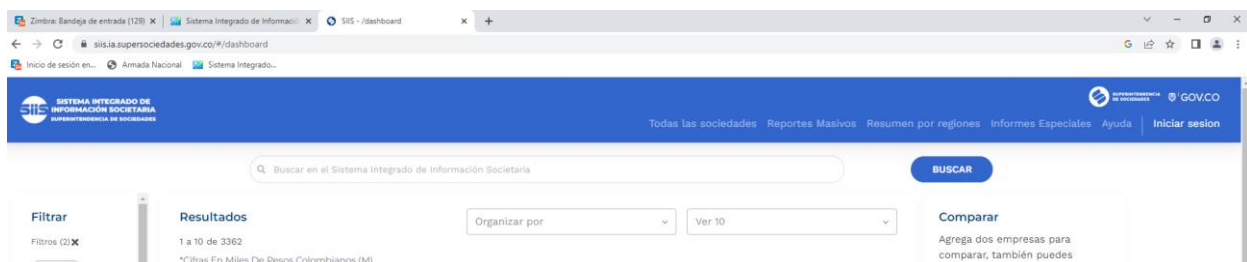 Zimbra: Bandeja de entrada (129)
Sistema Integrado de Informació
SIIS - /dashboard
siis.ia.supersociedades.gov.co/#/dashboard
Inicio de sesión en...
Armada Nacional
Sistema Integrado...
SIIS
SISTEMA INTEGRADO DE
INFORMACIÓN SOCIETARIA
SUPERINTENDENCIA DE SOCIEDADES
SUPERINTENDENCIA
DE SOCIEDADES
GOV.CO
Todas las sociedades Reportes Masivos Resumen por regiones Informes Especiales Ayuda Iniciar sesion
Buscar en el Sistema Integrado de Información Societaria
BUSCAR
Filtrar
Filtros (2)
Resultados
1 a 10 de 3362
*Cifras En Miles De Pesos Colombianos (M)
Organizar por
Ver 10
Comparar
Agrega dos empresas para
comparar, también puedes